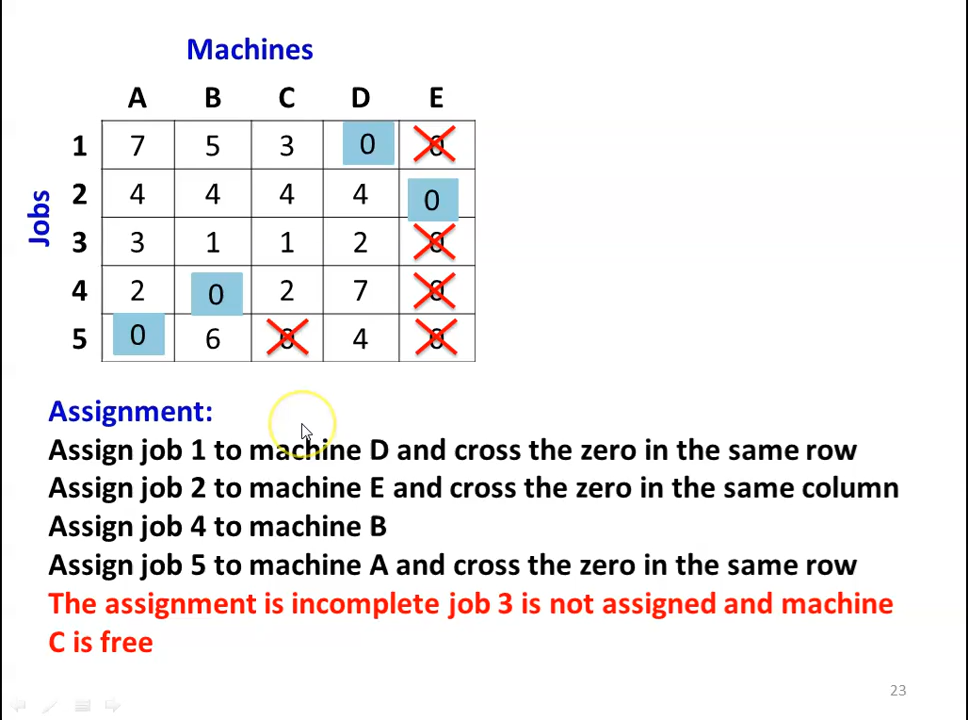 Machines
A B C D E
1 7 5 3 0 0
2 4 4 4 4 0
Jobs
3 3 1 1 2 0
4 2 0 2 7 0
5 0 6 0 4 0
Assignment:
Assign job 1 to machine D and cross the zero in the same row
Assign job 2 to machine E and cross the zero in the same column
Assign job 4 to machine B
Assign job 5 to machine A and cross the zero in the same row
The assignment is incomplete job 3 is not assigned and machine
C is free
23